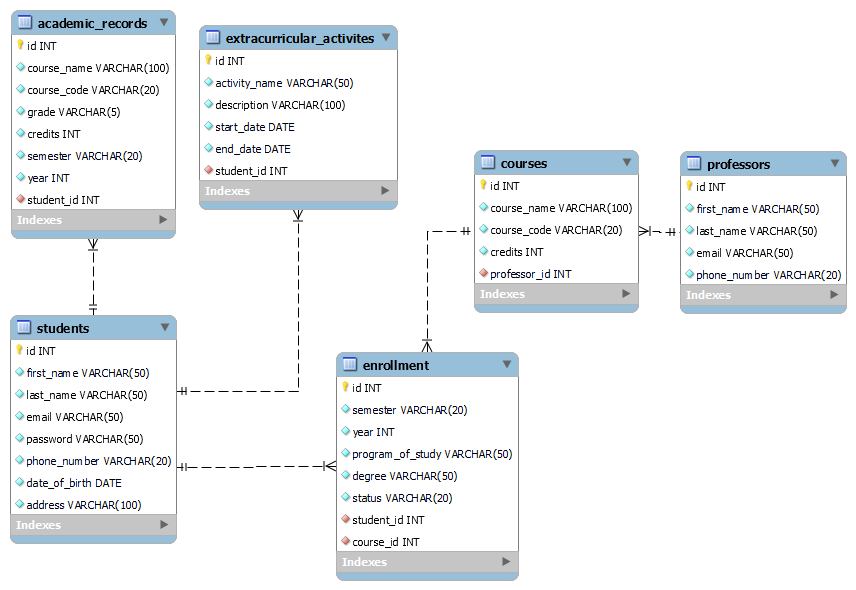 academic_records
id INT
course_name VARCHAR(100)
course_code VARCHAR(20)
grade VARCHAR(5)
credits INT
semester VARCHAR(20)
year INT
student_id INT
Indexes
extracurricular_activites
id INT
activity_name VARCHAR(50)
description VARCHAR(100)
start_date DATE
end_date DATE
student_id INT
Indexes
courses
id INT
course_name VARCHAR(100)
course_code VARCHAR(20)
credits INT
professor_id INT
Indexes
professors
id INT
first_name VARCHAR(50)
last_name VARCHAR(50)
email VARCHAR(50)
phone_number VARCHAR(20)
Indexes
students
id INT
first_name VARCHAR(50)
last_name VARCHAR(50)
email VARCHAR(50)
password VARCHAR(50)
phone_number VARCHAR(20)
date_of_birth DATE
address VARCHAR(100)
Indexes
enrollment
id INT
semester VARCHAR(20)
year INT
program_of_study VARCHAR(50)
degree VARCHAR(50)
status VARCHAR(20)
student_id INT
course_id INT
Indexes